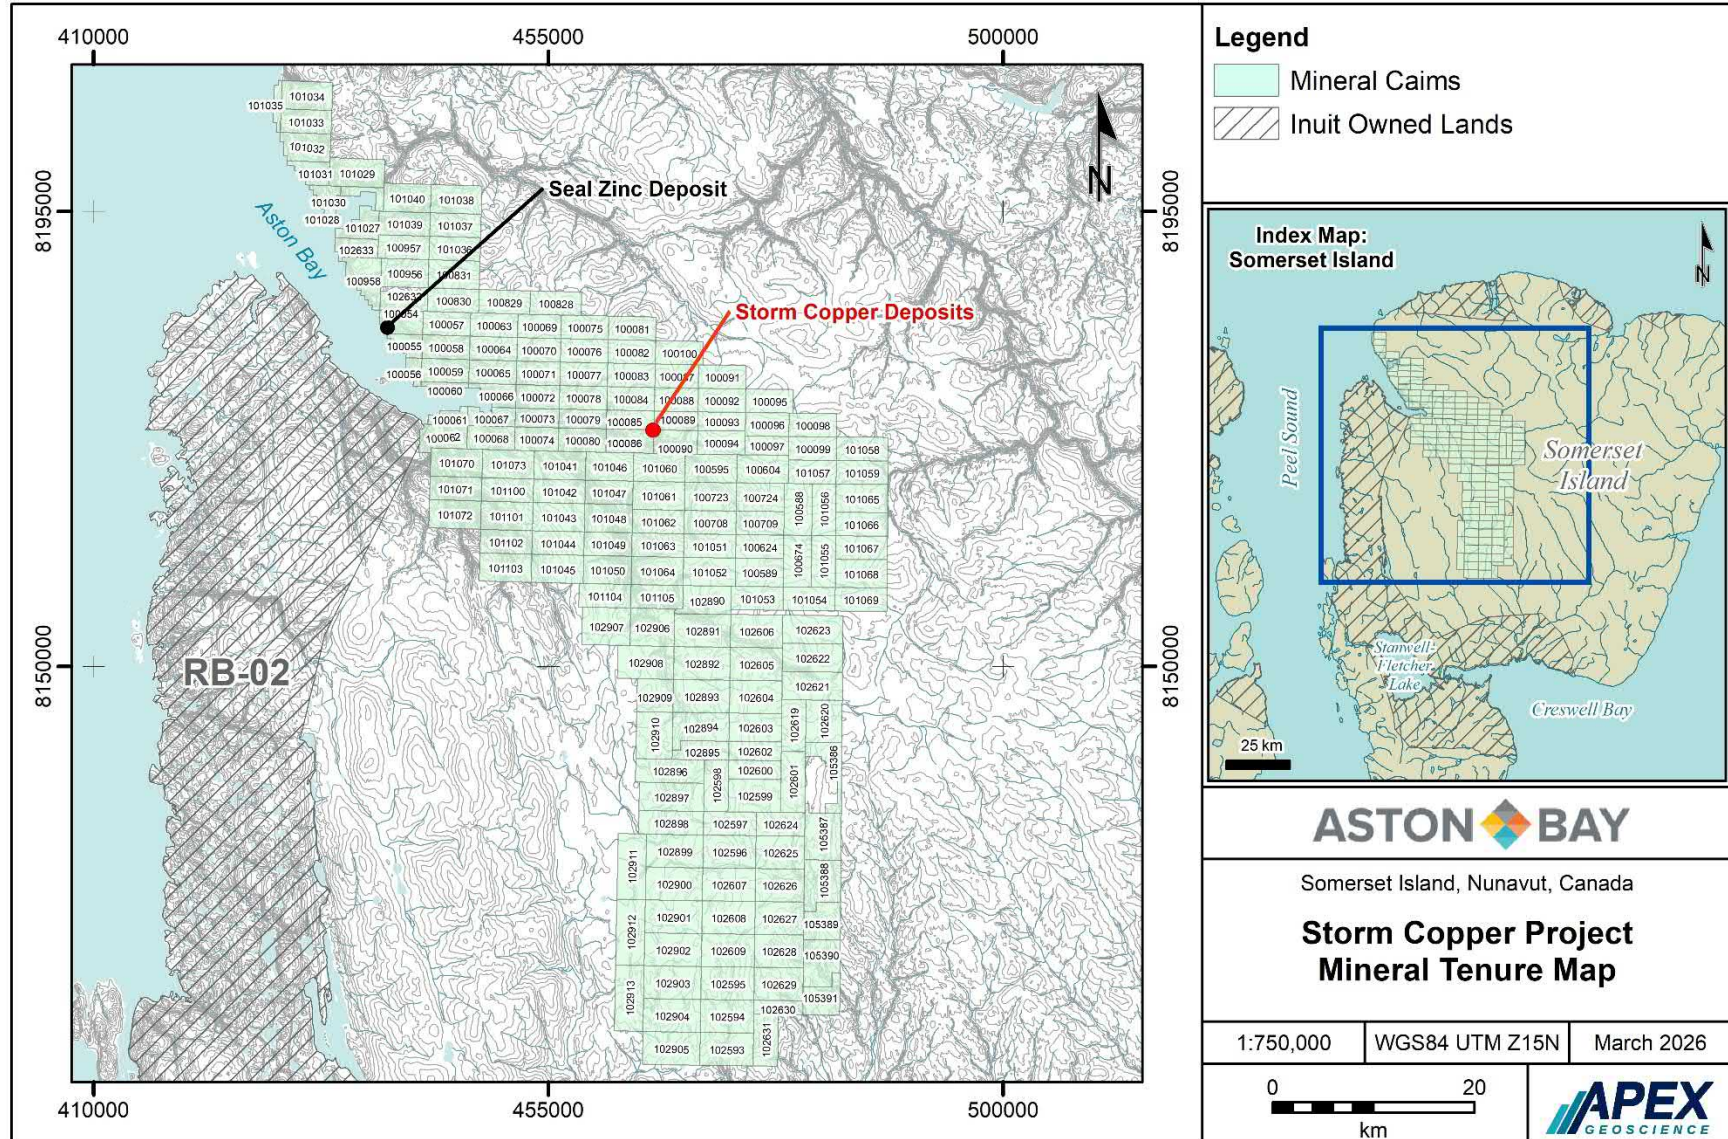 410000 455000 500000
8195000
8150000
8195000
8150000
410000 455000 500000
101034
101035
101033
101032
101031 101029
101030
101040 101038
101028
101027 101039 101037
102633 100957 101036
100956 100831
100958
102632
100830 100829 100828
100054
100057 100063 100069 100075 100081
100055 100058 100064 100070 100076 100082 100100
100056 100059 100065 100071 100077 100083 100087 100091
100060 100066 100072 100078 100084 100088 100092 100095
100061 100067 100073 100079 100085 100089 100093 100096 100098
100062 100068 100074 100080 100086 100090 100094 100097 100099 101058
101070 101073 101041 101046 101060 100595 100604 101057 101059
101071 101100 101042 101047 101061 100723 100724 100588 101056 101065
101072 101101 101043 101048 101062 100708 100709 101066
101102 101044 101049 101063 101051 100624 100674 101055 101067
101103 101045 101050 101064 101052 100589 101068
101104 101105 102890 101053 101054 101069
102907 102906 102891 102606 102623
102908 102892 102605 102622
102909 102893 102604 102621
102910 102894 102603 102619 102620
102895 102602 105386
102896 102598 102600 102601
102897 102599
102898 102597 102624 105387
102911 102899 102596 102625
102900 102607 102626 105388
102912 102901 102608 102627 105389
102902 102609 102628 105390
102913 102903 102595 102629 105391
102904 102594 102630
102905 102593 102631
Seal Zinc Deposit
Storm Copper Deposits
Aston Bay
RB-02
N
Legend
Mineral Caims
Inuit Owned Lands
Index Map:
Somerset Island
N
Peel Sound
Somerset
Island
Stanwell-
Fletcher
Lake
Creswell Bay
25 km
ASTON BAY
Somerset Island, Nunavut, Canada
Storm Copper Project
Mineral Tenure Map
1:750,000 WGS84 UTM Z15N March 2026
0 20
km
APEX
GEOSCIENCE